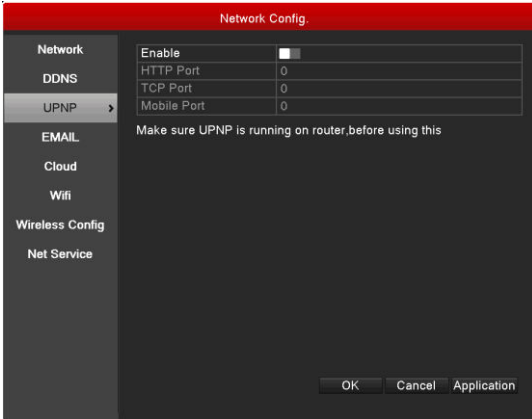 Network Config.
Network
DDNS
UPNP >
EMAIL
Cloud
Wifi
Wireless Config
Net Service
Enable
HTTP Port 0
TCP Port 0
Mobile Port 0
Make sure UPNP is running on router,before using this
OK Cancel Application